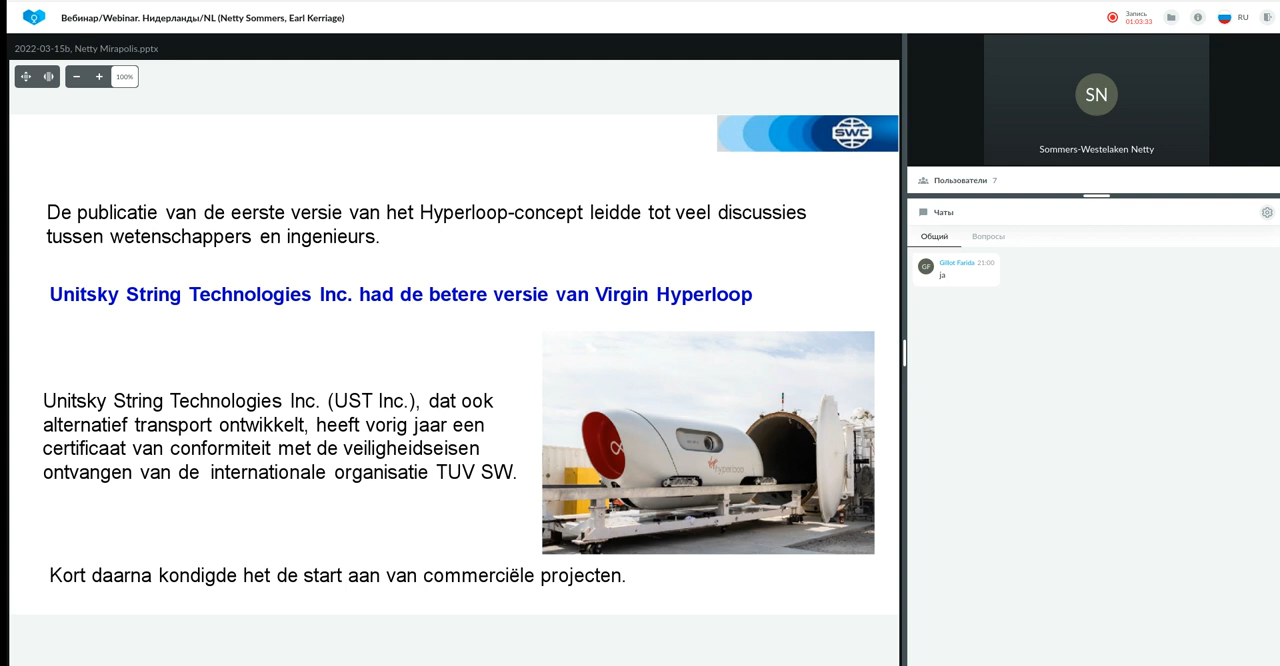 Вебинар/Webinar. Нидерланды/NL (Netty Sommers, Earl Kerriage)
Запись
01:03:33
RU
2022-03-15b, Netty Mirapolis.pptx
100%
SWC
De publicatie van de eerste versie van het Hyperloop-concept leidde tot veel discussies
tussen wetenschappers en ingenieurs.
Unitsky String Technologies Inc. had de betere versie van Virgin Hyperloop
Unitsky String Technologies Inc. (UST Inc.), dat ook
alternatief transport ontwikkelt, heeft vorig jaar een
certificaat van conformiteit met de veiligheidseisen
ontvangen van de internationale organisatie TUV SW.
hyperloop
Kort daarna kondigde het de start aan van commerciële projecten.
SN
Sommers-Westelaken Netty
Пользователи 7
Чаты
Общий Вопросы
GF
Gillot Farida 21:00
ja